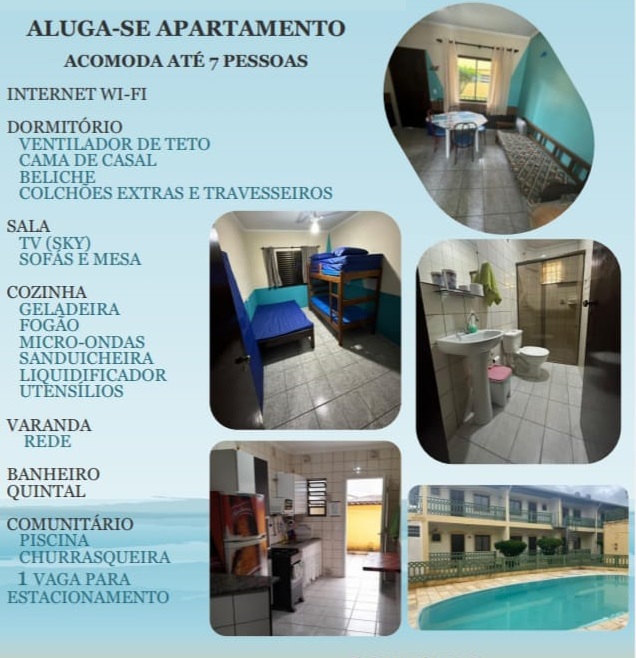 ALUGA-SE APARTAMENTO
ACOMODA ATÉ 7 PESSOAS
INTERNET WI-FI
DORMITÓRIO
VENTILADOR DE TETO
CAMA DE CASAL
BELICHE
COLCHÕES EXTRAS E TRAVESSEIROS
SALA
TV (SKY)
SOFÁS E MESA
COZINHA
GELADEIRA
FOGÃO
MICRO-ONDAS
SANDUICHEIRA
LIQUIDIFICADOR
UTENSÍLIOS
VARANDA
REDE
BANHEIRO
QUINTAL
COMUNITÁRIO
PISCINA
CHURRASQUEIRA
1 VAGA PARA
ESTACIONAMENTO